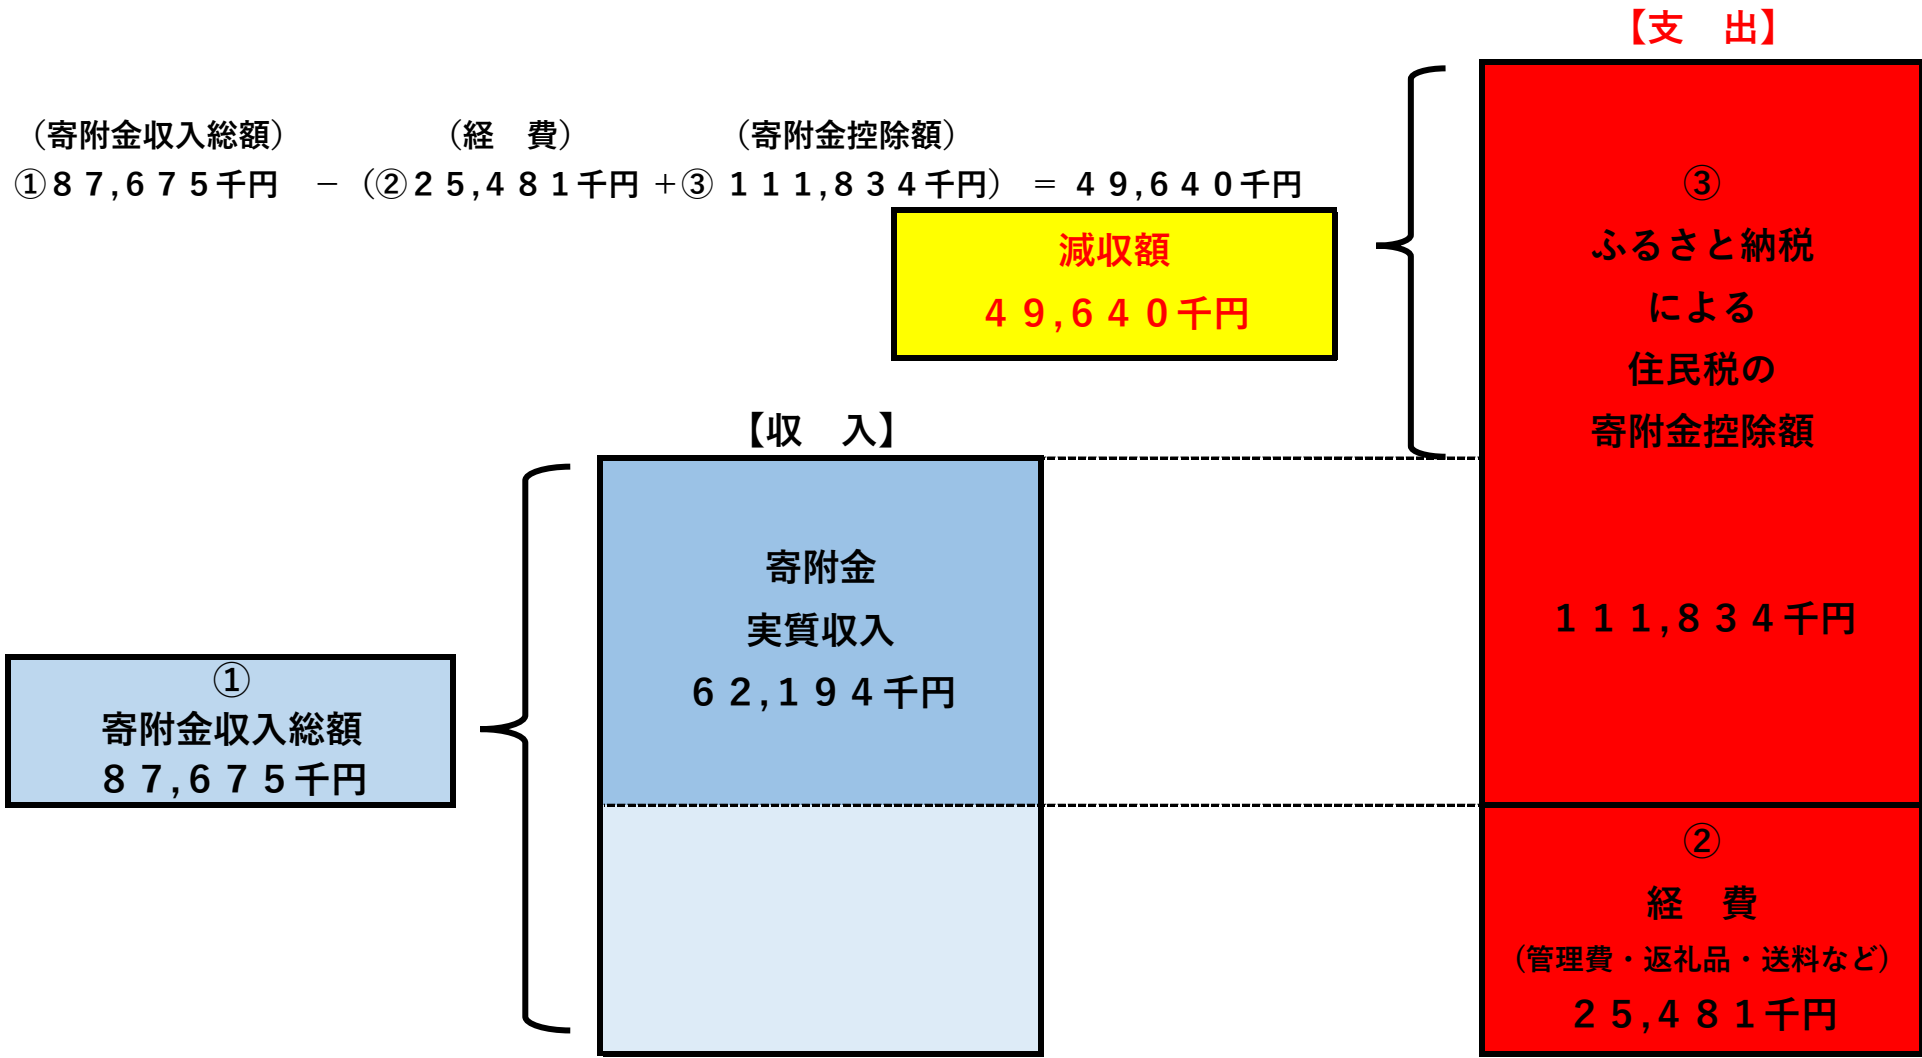 【支　出】
（寄附金収入総額）　（経　費）　（寄附金控除額）
①８７,６７５千円　－（②２５,４８１千円＋③１１１,８３４千円）＝４９,６４０千円
減収額
４９,６４０千円
③
ふるさと納税
による
住民税の
寄附金控除額
１１１,８３４千円
【収　入】
寄附金
実質収入
６２,１９４千円
①
寄附金収入総額
８７,６７５千円
②
経　費
（管理費・返礼品・送料など）
２５,４８１千円